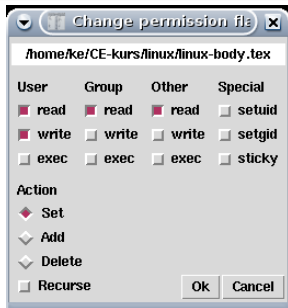 Change permission fla
/home/ke/CE-kurs/linux/linux-body.tex
User Group Other Special
read read read setuid
write write write setgid
exec exec exec sticky
Action
Set
Add
Delete
Recurse Ok Cancel